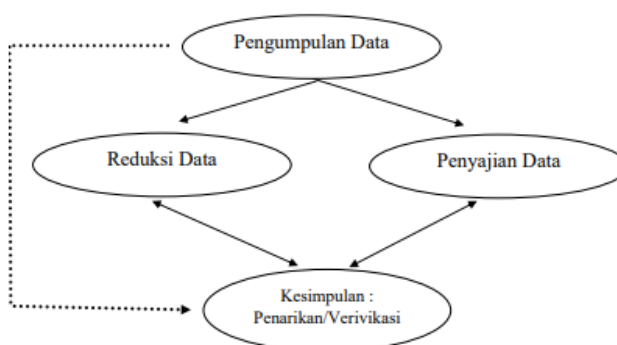 Pengumpulan Data
Reduksi Data
Penyajian Data
Kesimpulan :
Penarikan/Verivikasi